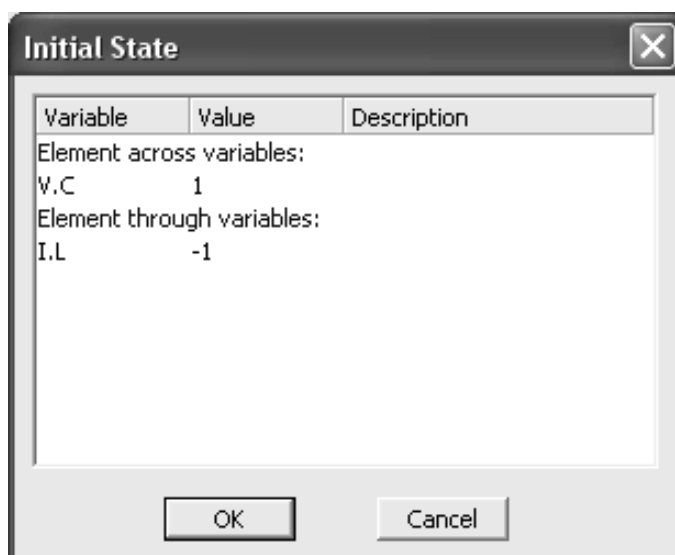 Initial State
Variable Value Description
Element across variables:
V.C 1
Element through variables:
I.L -1
OK Cancel